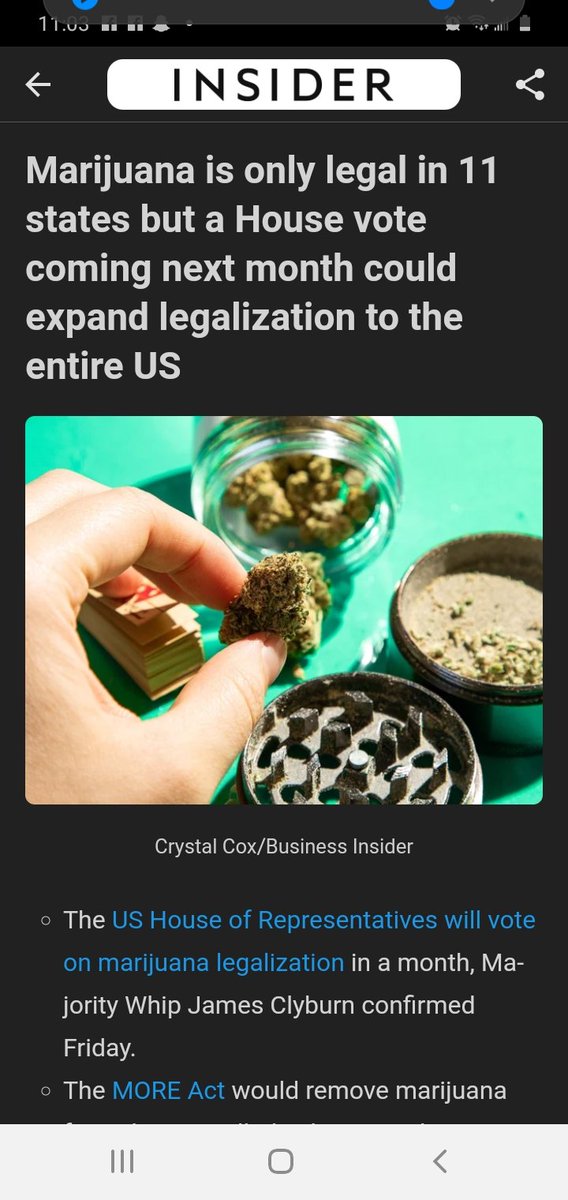 11:03
INSIDER
Marijuana is only legal in 11
states but a House vote
coming next month could
expand legalization to the
entire US
Crystal Cox/Business Insider
The US House of Representatives will vote
on marijuana legalization in a month, Ma-
jority Whip James Clyburn confirmed
Friday.
The MORE Act would remove marijuana